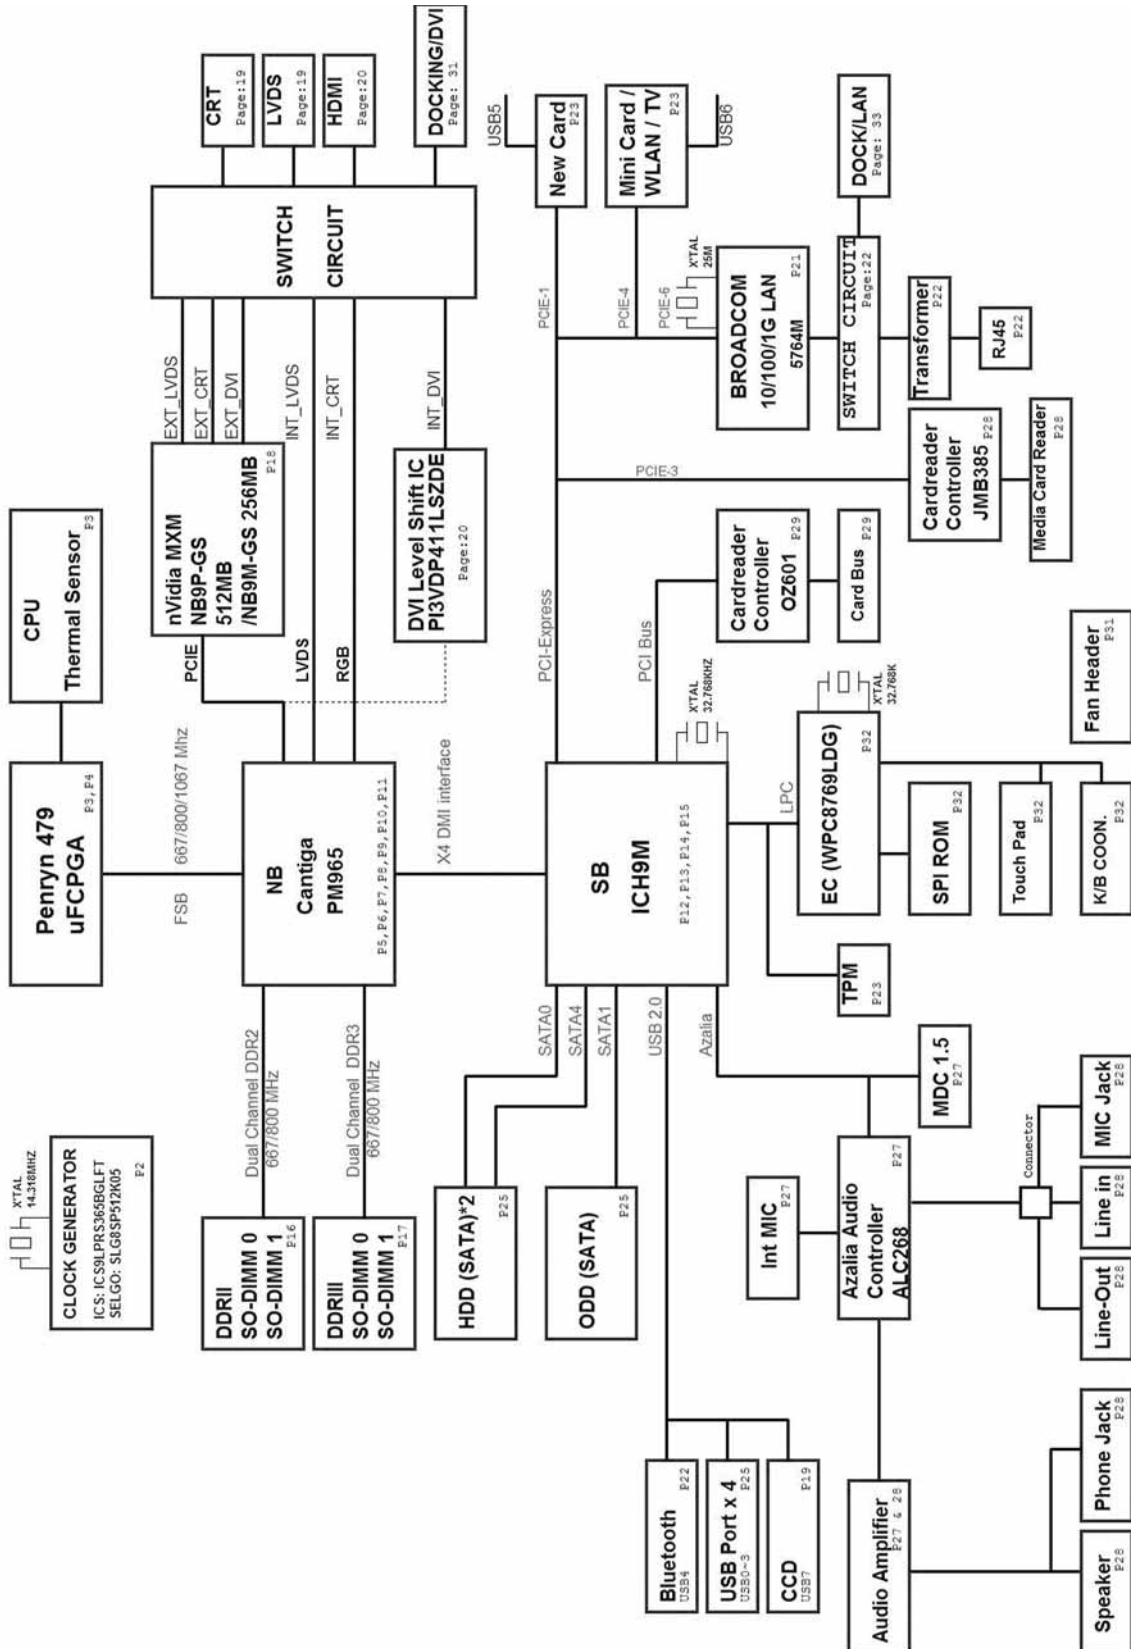 X'TAL
14.318MHZ
CLOCK GENERATOR
ICS: ICS9LPRS365BGLFT
SELGO: SLG8SP512K05
P2
Penryn 479
uFCPGA
P3, P4
CPU
Thermal Sensor
P3
FSB
667/800/1067 Mhz
DDRII
SO-DIMM 0
SO-DIMM 1
P16
Dual Channel DDR2
667/800 MHz
DDRIII
SO-DIMM 0
SO-DIMM 1
P17
Dual Channel DDR3
667/800 MHz
NB
Cantiga
PM965
P5, P6, P7, P8, P9, P10, P11
PCIE
LVDS
RGB
nVidia MXM
NB9P-GS
512MB
/NB9M-GS 256MB
P18
EXT_LVDS
EXT_CRT
EXT_DVI
INT_LVDS
INT_CRT
INT_DVI
DVI Level Shift IC
PI3VDP411LSZDE
Page:20
SWITCH
CIRCUIT
CRT
Page:19
LVDS
Page:19
HDMI
Page:20
DOCKING/DVI
Page: 31
X4 DMI interface
HDD (SATA)*2
P25
ODD (SATA)
P25
SATA0
SATA4
SATA1
USB 2.0
Azalia
SB
ICH9M
P12, P13, P14, P15
X'TAL
32.768KHZ
PCI-Express
PCI Bus
LPC
PCIE-1
PCIE-4
PCIE-6
PCIE-3
USB5
New Card
P23
Mini Card /
WLAN / TV
P23
USB6
X'TAL
25M
BROADCOM
10/100/1G LAN
5764M
P21
SWITCH CIRCUIT
Page:22
DOCK/LAN
Page: 33
Transformer
P22
RJ45
P22
Cardreader
Controller
OZ601
P29
Card Bus
P29
Cardreader
Controller
JMB385
P28
Media Card Reader
P28
EC (WPC8769LDG)
P32
X'TAL
32.768K
TPM
P23
SPI ROM
P32
Touch Pad
P32
K/B COON.
P32
Fan Header
P31
Bluetooth
USB4
P22
USB Port x 4
USB0~3
P25
CCD
USB7
P19
Int MIC
P27
Azalia Audio
Controller
ALC268
P27
MDC 1.5
P27
Connector
Audio Amplifier
P27 & 28
Speaker
P28
Phone Jack
P28
Line-Out
P28
Line in
P28
MIC Jack
P28